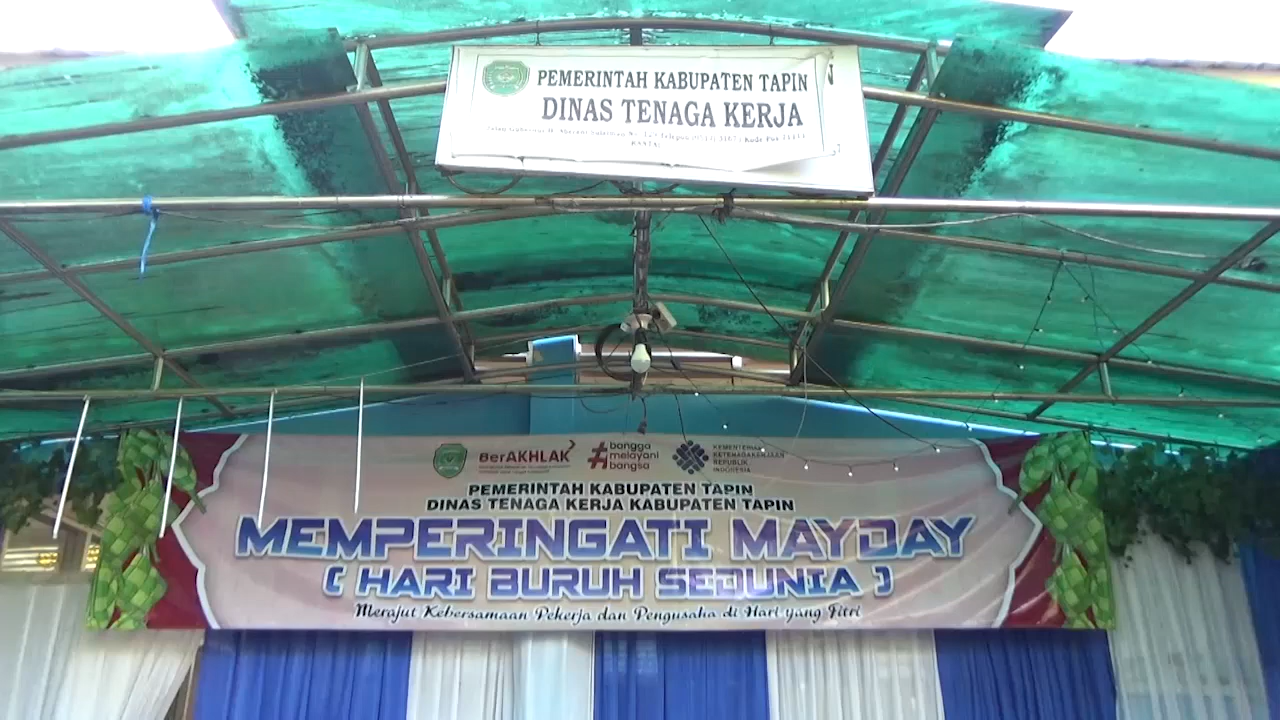 PEMERINTAH KABUPATEN TAPIN
DINAS TENAGA KERJA
BerAKHLAK
#bangga melayani bangsa
KEMENTERIAN
KETENAGAKERJAAN
REPUBLIK
INDONESIA
PEMERINTAH KABUPATEN TAPIN
DINAS TENAGA KERJA KABUPATEN TAPIN
MEMPERINGATI MAYDAY
( HARI BURUH SEDUNIA )
Merajut Kebersamaan Pekerja dan Pengusaha di Hari yang Fitri